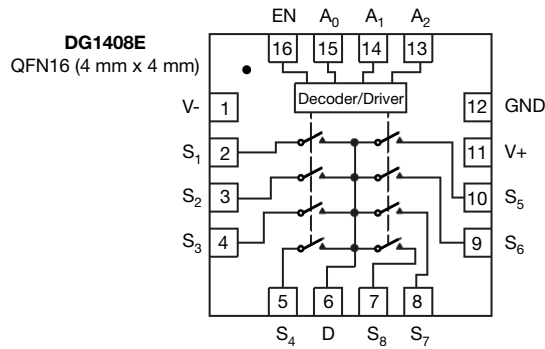 EN A0 A1 A2
DG1408E
QFN16 (4 mm x 4 mm)
16 15 14 13
Decoder/Driver
V- 1 12 GND
S1 2 11 V+
S2 3 10 S5
S3 4 9 S6
5 6 7 8
S4 D S8 S7